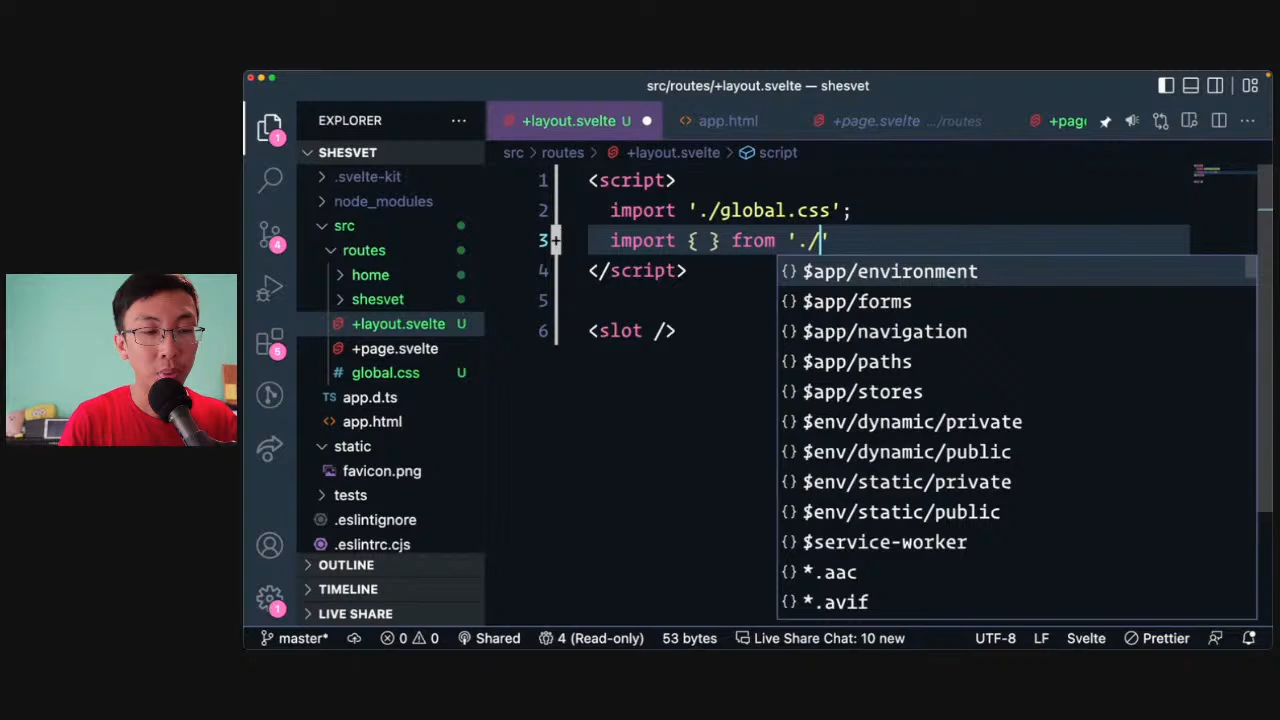 src/routes/+layout.svelte — shesvet
EXPLORER
+layout.svelte U
app.html
+page.svelte .../routes
+page
SHESVET
src > routes > +layout.svelte > script
.svelte-kit
node_modules
src
routes
home
shesvet
+layout.svelte U
+page.svelte
global.css U
app.d.ts
app.html
static
favicon.png
tests
.eslintignore
.eslintrc.cjs
OUTLINE
TIMELINE
LIVE SHARE
1 <script>
2 import './global.css';
3 import { } from './'
4 </script>
5
6 <slot />
{} $app/environment
{} $app/forms
{} $app/navigation
{} $app/paths
{} $app/stores
{} $env/dynamic/private
{} $env/dynamic/public
{} $env/static/private
{} $env/static/public
{} $service-worker
{} *.aac
{} *.avif
1
4
5
1
master* 0 0 Shared 4 (Read-only) 53 bytes Live Share Chat: 10 new UTF-8 LF Svelte Prettier